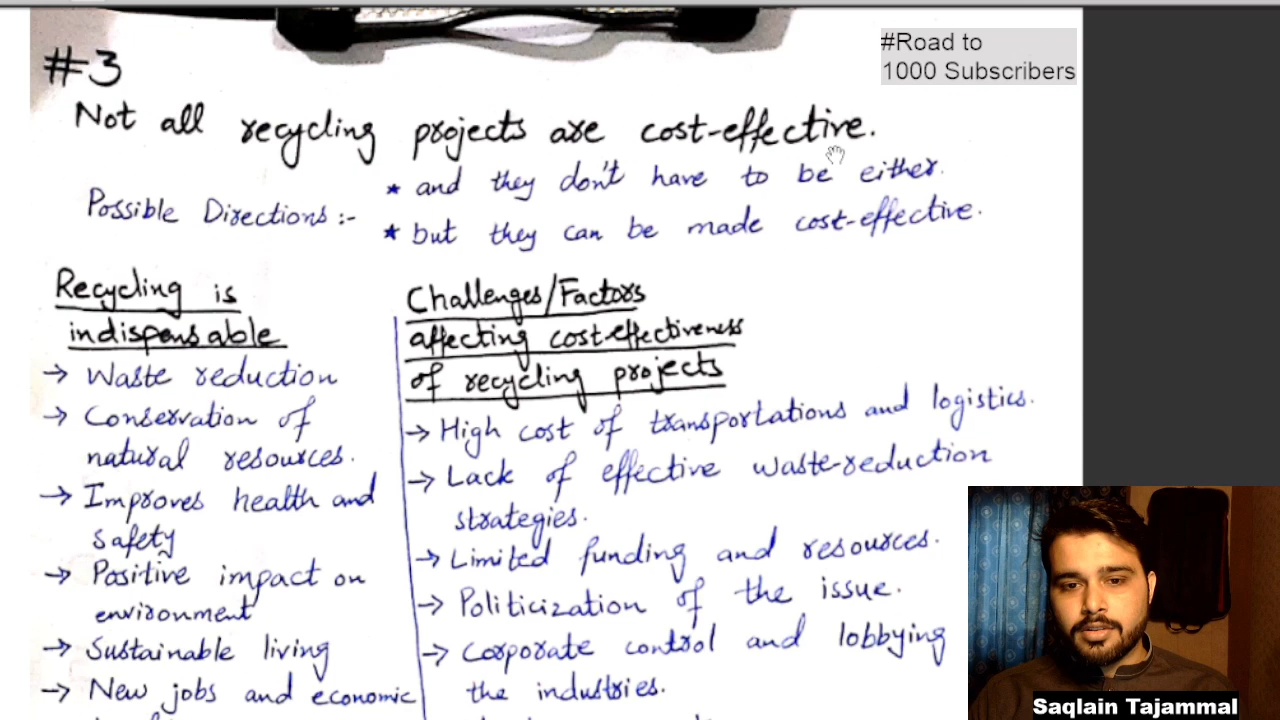 #Road to
1000 Subscribers
#3
Not all recycling projects are cost-effective.
Possible Directions :-
* and they don't have to be either.
* but they can be made cost-effective.
Recycling is
indispensable
→ Waste reduction
→ Conservation of
natural resources.
→ Improves health and
safety
→ Positive impact on
environment
→ Sustainable living
→ New jobs and economic
Challenges/Factors
affecting cost-effectiveness
of recycling projects
→ High cost of transportations and logistics.
→ Lack of effective waste-reduction
strategies.
→ Limited funding and resources.
→ Politicization of the issue.
→ Corporate control and lobbying
the industries.
Saqlain Tajammal